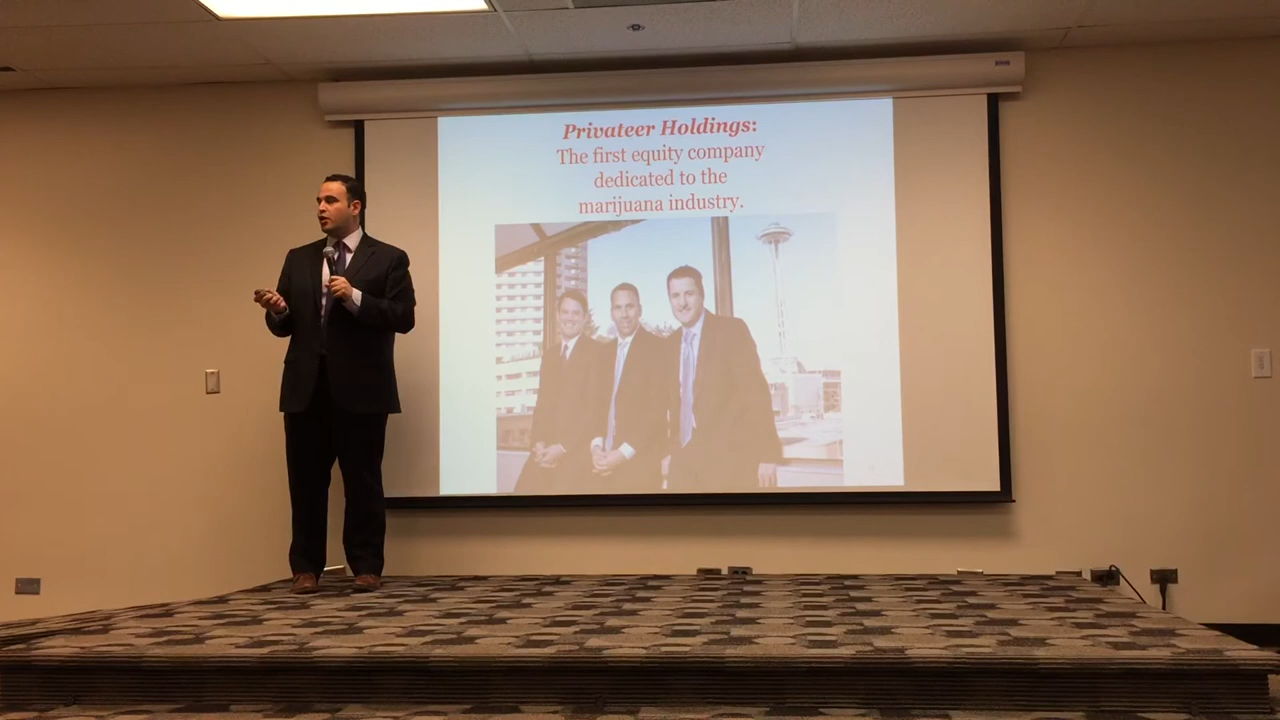 Privateer Holdings:
The first equity company
dedicated to the
marijuana industry.